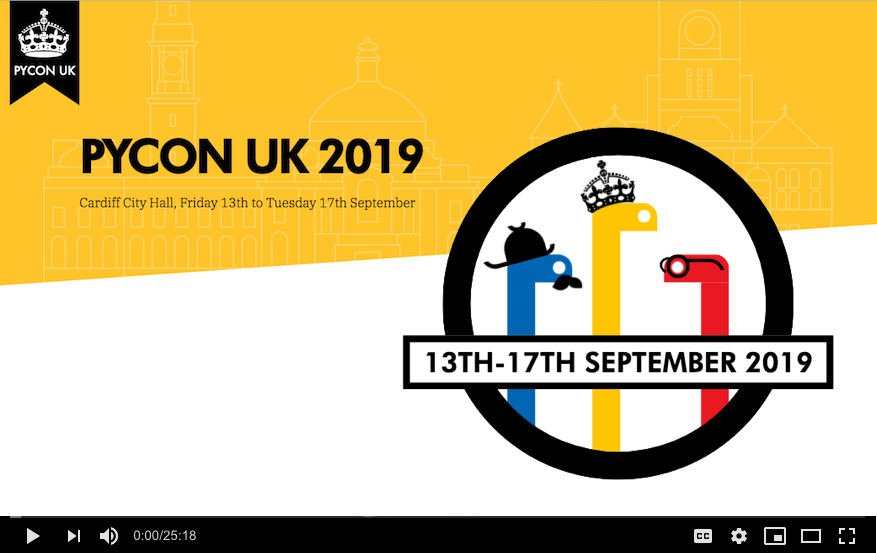 PYCON UK
PYCON UK 2019
Cardiff City Hall, Friday 13th to Tuesday 17th September
13TH-17TH SEPTEMBER 2019
0:00/25:18
CC